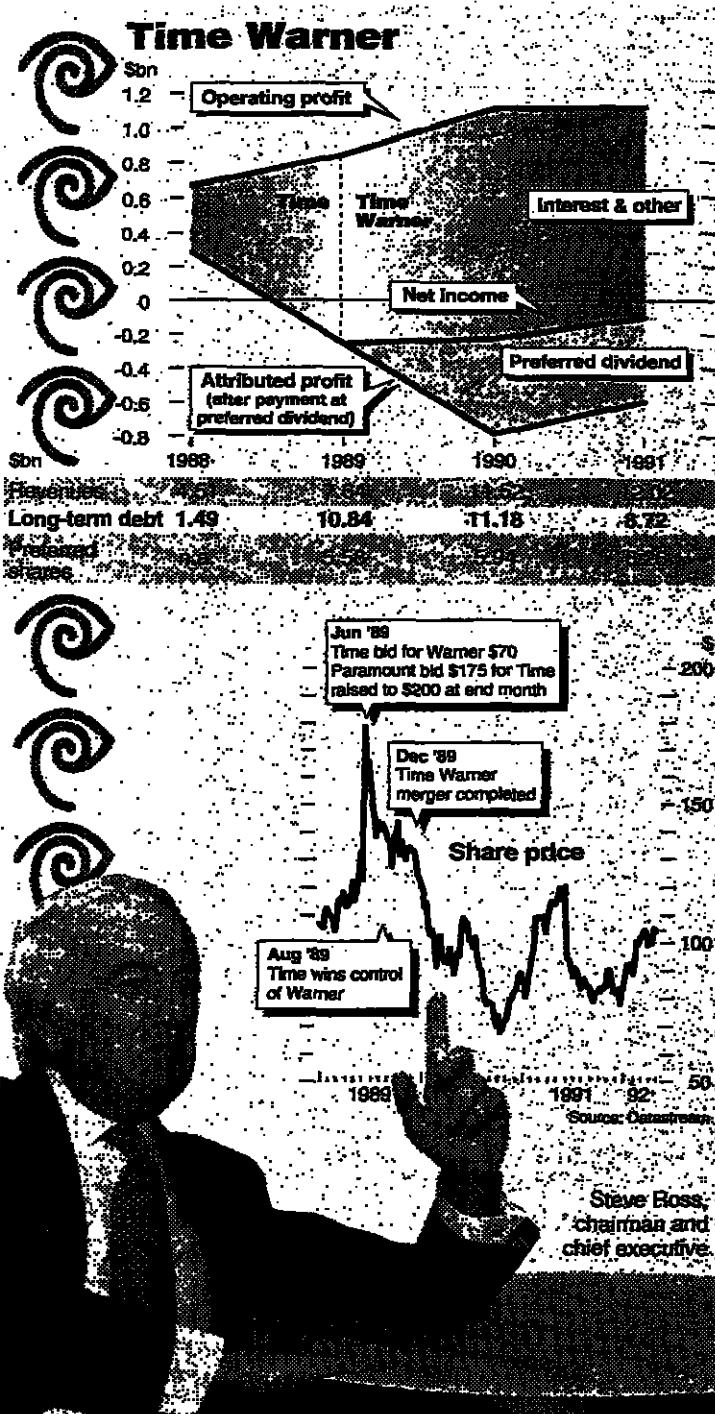 Time Warner
$bn
1.2
Operating profit
1.0
0.8
0.6
Time
Time Warner
Interest & other
0.4
0.2
Net Income
0
-0.2
Preferred dividend
-0.4
Attributed profit
(after payment at
preferred dividend)
-0.6
-0.8
$bn 1988 1989 1990 1991
Revenues
Long-term debt 1.49 10.84 11.18 8.72
Preferred
shares
Jun '89
Time bid for Warner $70
Paramount bid $175 for Time
raised to $200 at end month
$
200
Dec '89
Time Warner
merger completed
150
Share price
Aug '89
Time wins control
of Warner
100
50
1989 1991 92
Source: Datastream
Steve Ross,
chairman and
chief executive